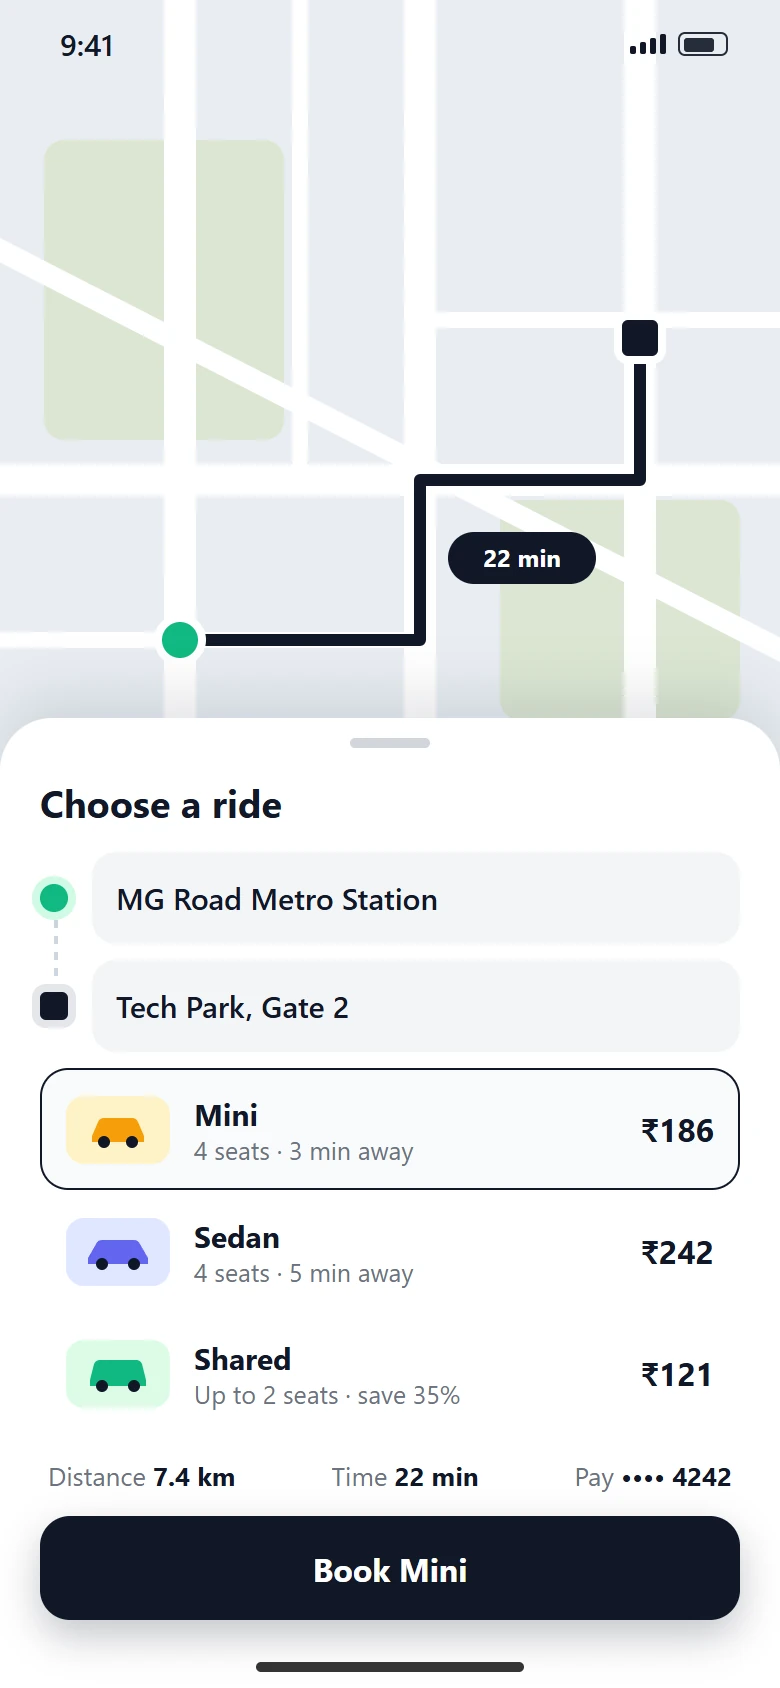 9:41
22 min
Choose a ride
MG Road Metro Station
Tech Park, Gate 2
Mini
4 seats · 3 min away
₹186
Sedan
4 seats · 5 min away
₹242
Shared
Up to 2 seats · save 35%
₹121
Distance 7.4 km
Time 22 min
Pay •••• 4242
Book Mini